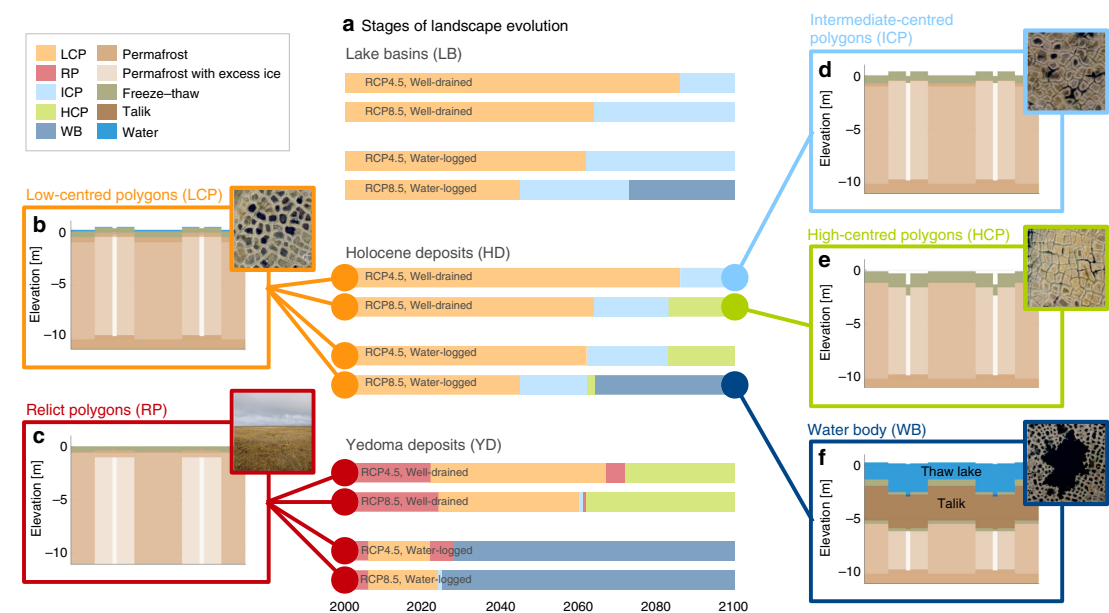 a Stages of landscape evolution
LCP
RP
ICP
HCP
WB
Permafrost
Permafrost with excess ice
Freeze–thaw
Talik
Water
Lake basins (LB)
RCP4.5, Well-drained
RCP8.5, Well-drained
RCP4.5, Water-logged
RCP8.5, Water-logged
Holocene deposits (HD)
RCP4.5, Well-drained
RCP8.5, Well-drained
RCP4.5, Water-logged
RCP8.5, Water-logged
Yedoma deposits (YD)
RCP4.5, Well-drained
RCP8.5, Well-drained
RCP4.5, Water-logged
RCP8.5, Water-logged
2000 2020 2040 2060 2080 2100
Low-centred polygons (LCP)
b
Elevation [m]
0
–5
–10
Relict polygons (RP)
c
Elevation [m]
0
–5
–10
Intermediate-centred
polygons (ICP)
d
Elevation [m]
0
–5
–10
High-centred polygons (HCP)
e
Elevation [m]
0
–5
–10
Water body (WB)
f
Elevation [m]
0
–5
–10
Thaw lake
Talik